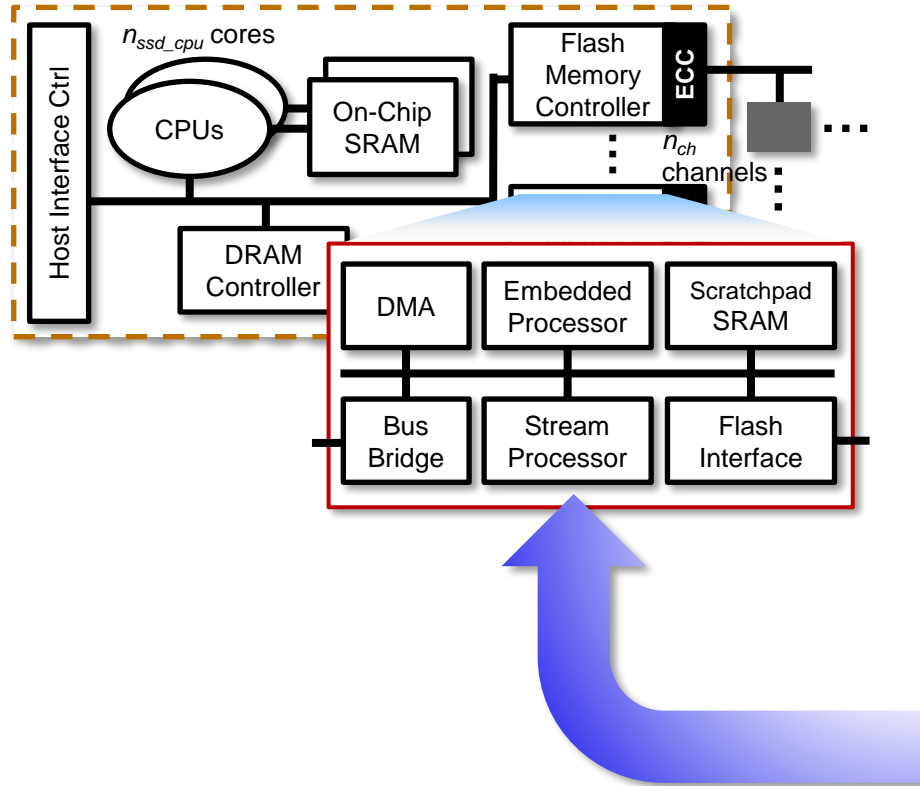 n_ssd_cpu cores
Host Interface Ctrl
CPUs
On-Chip
SRAM
Flash
Memory
Controller
ECC
n_ch
channels
DRAM
Controller
DMA
Embedded
Processor
Scratchpad
SRAM
Bus
Bridge
Stream
Processor
Flash
Interface